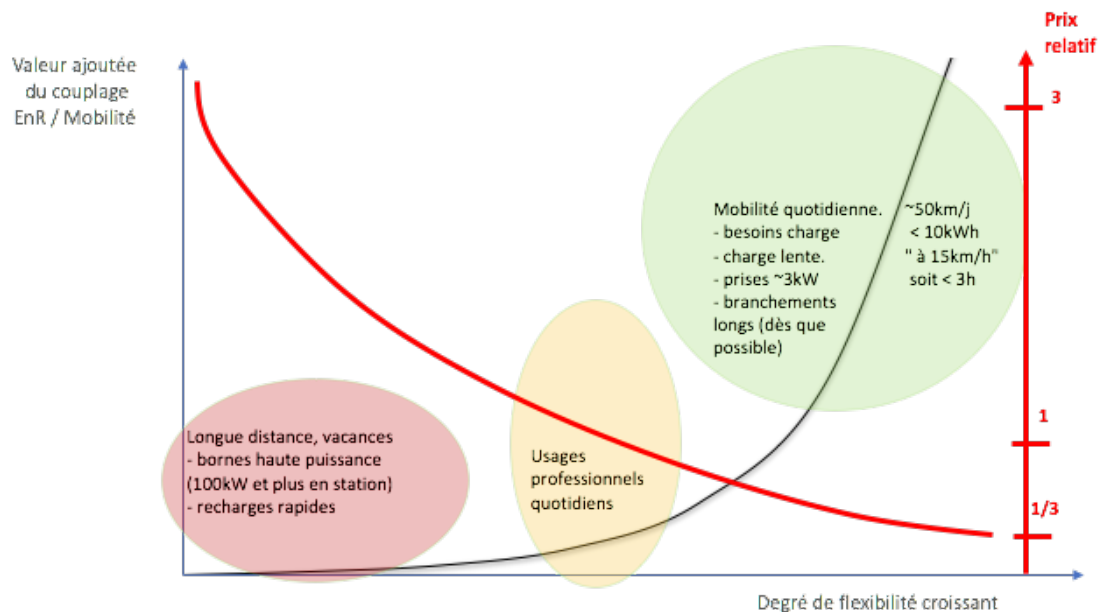 Prix
relatif
Valeur ajoutée
du couplage
EnR / Mobilité
3
Mobilité quotidienne. ~50km/j
- besoins charge < 10kWh
- charge lente. " à 15km/h"
- prises ~3kW soit < 3h
- branchements
longs (dès que
possible)
1
Longue distance, vacances
- bornes haute puissance
(100kW et plus en station)
- recharges rapides
Usages
professionnels
quotidiens
1/3
Degré de flexibilité croissant